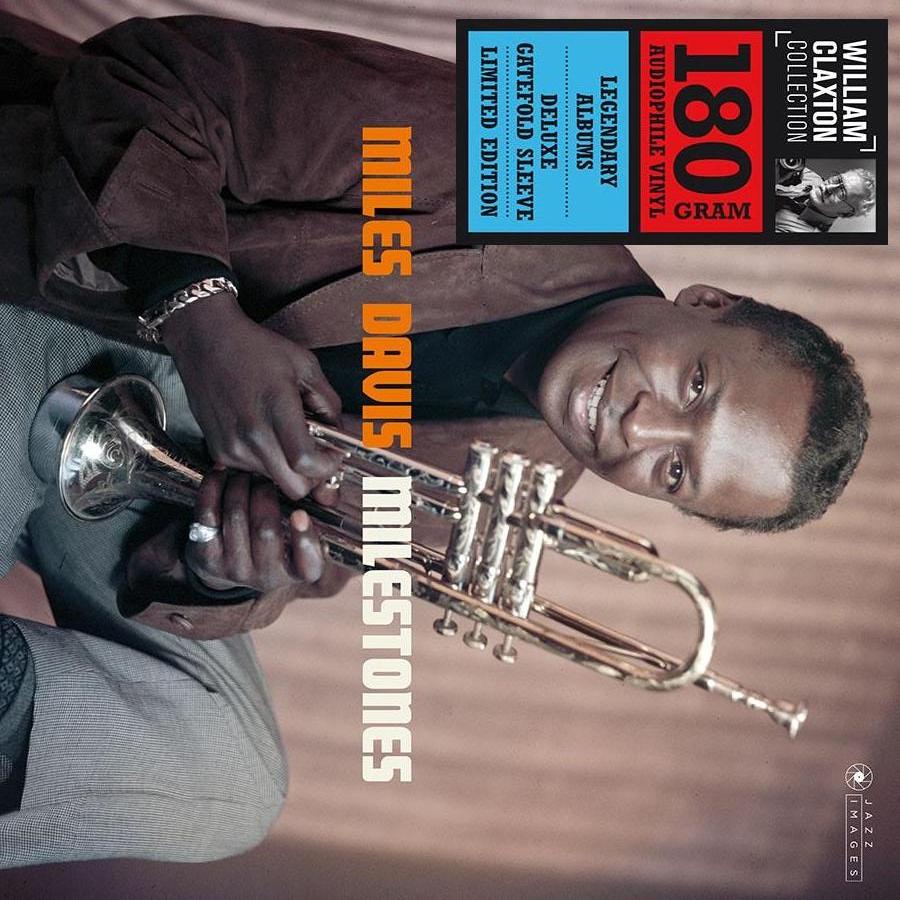 WILLIAM
CLAXTON
COLLECTION
180
GRAM
AUDIOPHILE VINYL
LEGENDARY
ALBUMS
DELUXE
GATEFOLD SLEEVE
LIMITED EDITION
MILES DAVIS MILESTONES
JAZZ
IMAGES